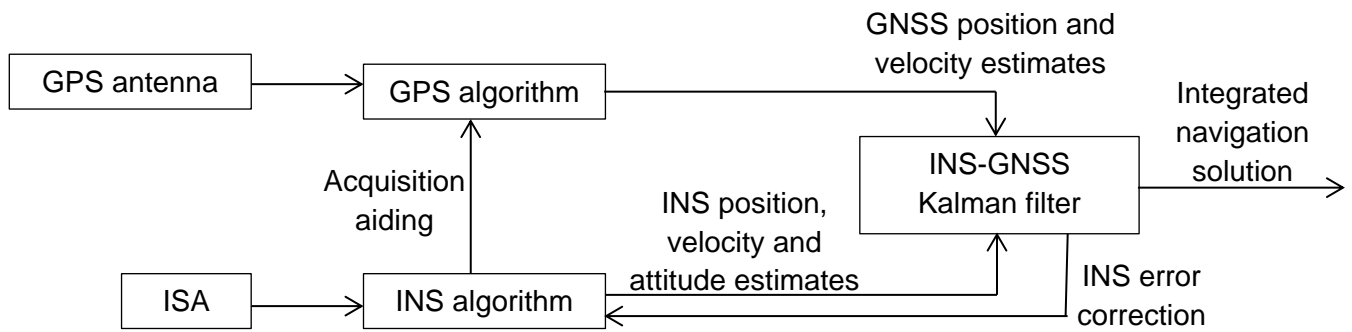 GNSS position and
velocity estimates
GPS antenna
GPS algorithm
Integrated
navigation
solution
INS-GNSS
Kalman filter
Acquisition
aiding
INS position,
velocity and
attitude estimates
ISA
INS algorithm
INS error
correction